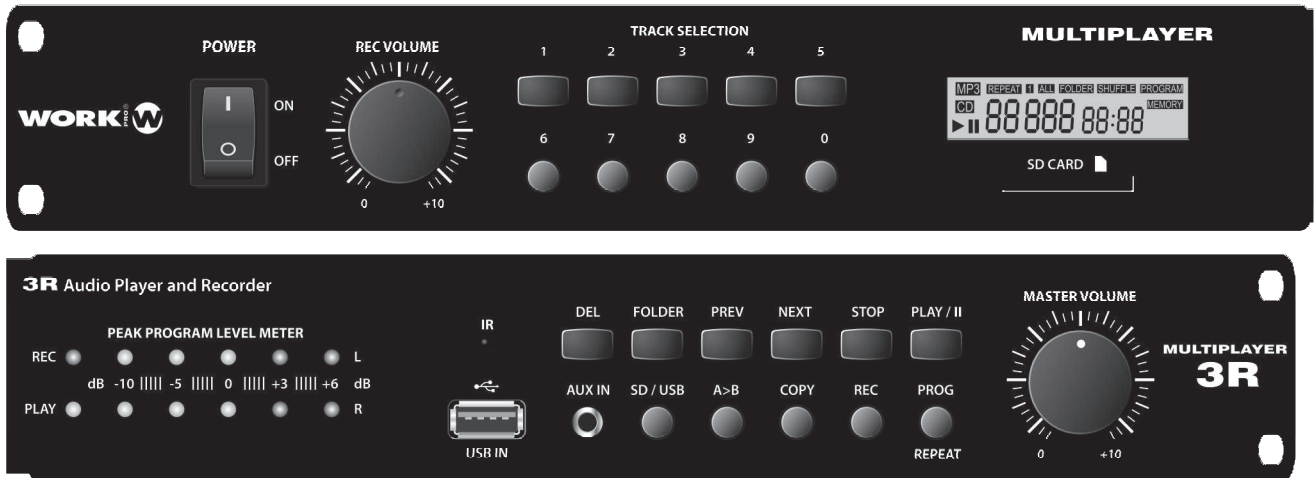 POWER
REC VOLUME
TRACK SELECTION
MULTIPLAYER
1 2 3 4 5
MP3 REPEAT 1 ALL FOLDER SHUFFLE PROGRAM
CD MEMORY
88888 88:88
WORK PRO® W
ON
OFF
6 7 8 9 0
SD CARD
0 +10
3R Audio Player and Recorder
MASTER VOLUME
DEL FOLDER PREV NEXT STOP PLAY / II
PEAK PROGRAM LEVEL METER
IR
REC L
MULTIPLAYER
3R
dB -10 -5 0 +3 +6 dB
AUX IN SD / USB A>B COPY REC PROG
PLAY R
USB IN
REPEAT
0 +10